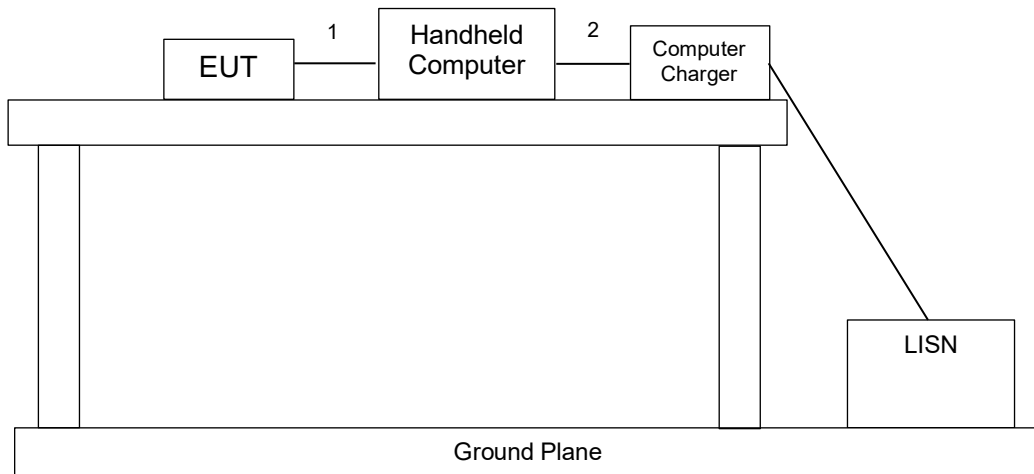 1
2
EUT
Handheld
Computer
Computer
Charger
LISN
Ground Plane